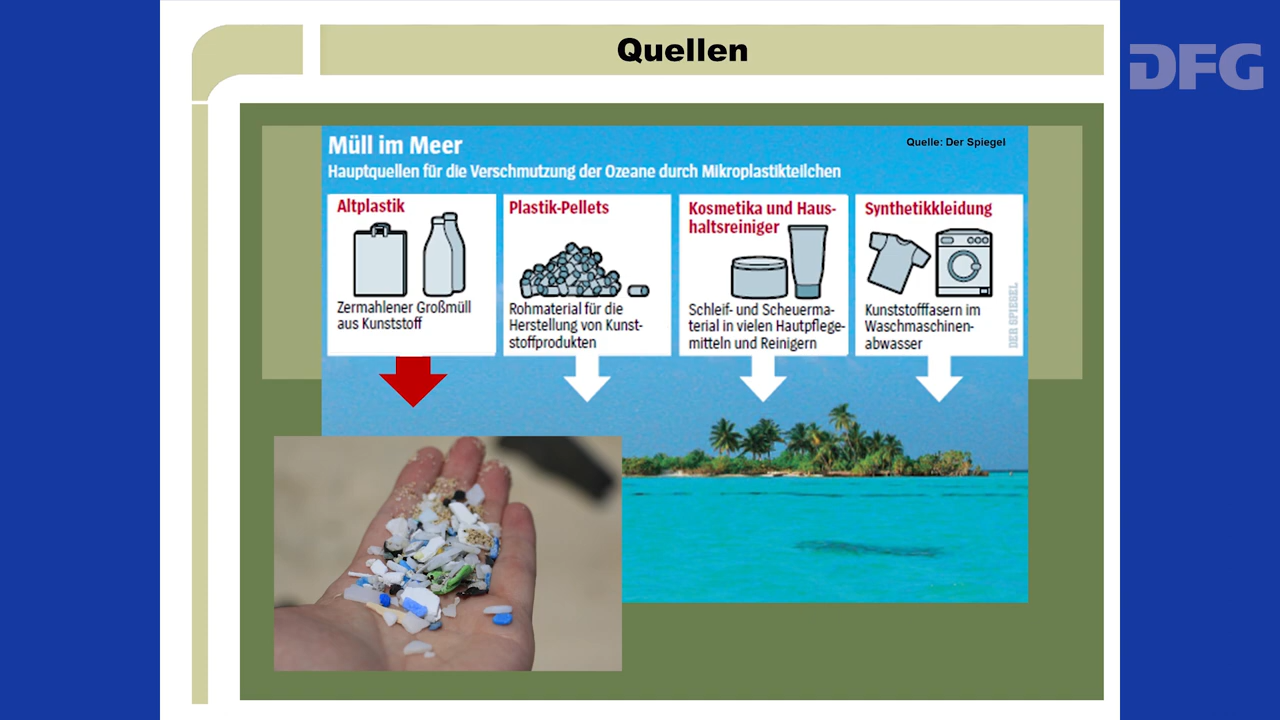 Quellen
DFG
Müll im Meer
Quelle: Der Spiegel
Hauptquellen für die Verschmutzung der Ozeane durch Mikroplastikteilchen
Altplastik
Zermahlener Großmüll
aus Kunststoff
Plastik-Pellets
Rohmaterial für die
Herstellung von Kunst-
stoffprodukten
Kosmetika und Haus-
haltsreiniger
Schleif- und Scheuerma-
terial in vielen Hautpflege-
mitteln und Reinigern
Synthetikkleidung
Kunststofffasern im
Waschmaschinen-
abwasser
DER SPIEGEL